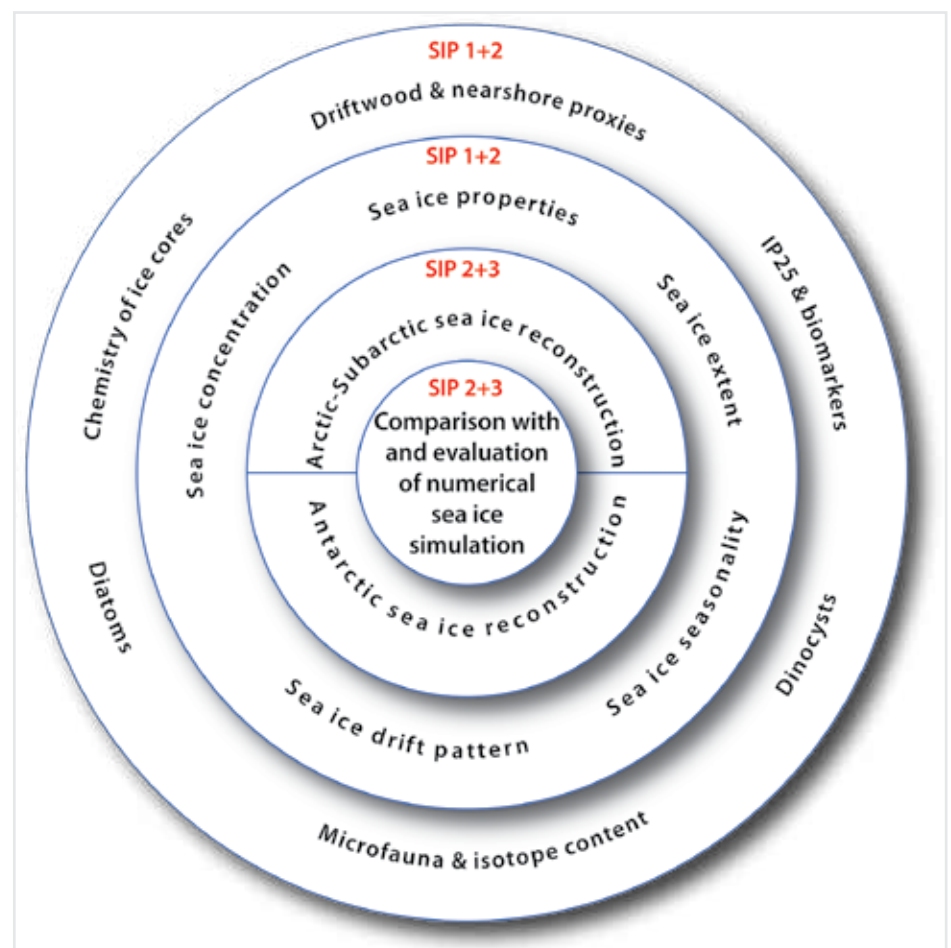 SIP 1+2
Driftwood & nearshore proxies
IP25 & biomarkers
Dinocysts
Microfauna & isotope content
Diatoms
Chemistry of ice cores
SIP 1+2
Sea ice properties
Sea ice extent
Sea ice seasonality
Sea ice drift pattern
Sea ice concentration
SIP 2+3
Arctic-Subarctic sea ice reconstruction
Antarctic sea ice reconstruction
SIP 2+3
Comparison with
and evaluation
of numerical
sea ice
simulation